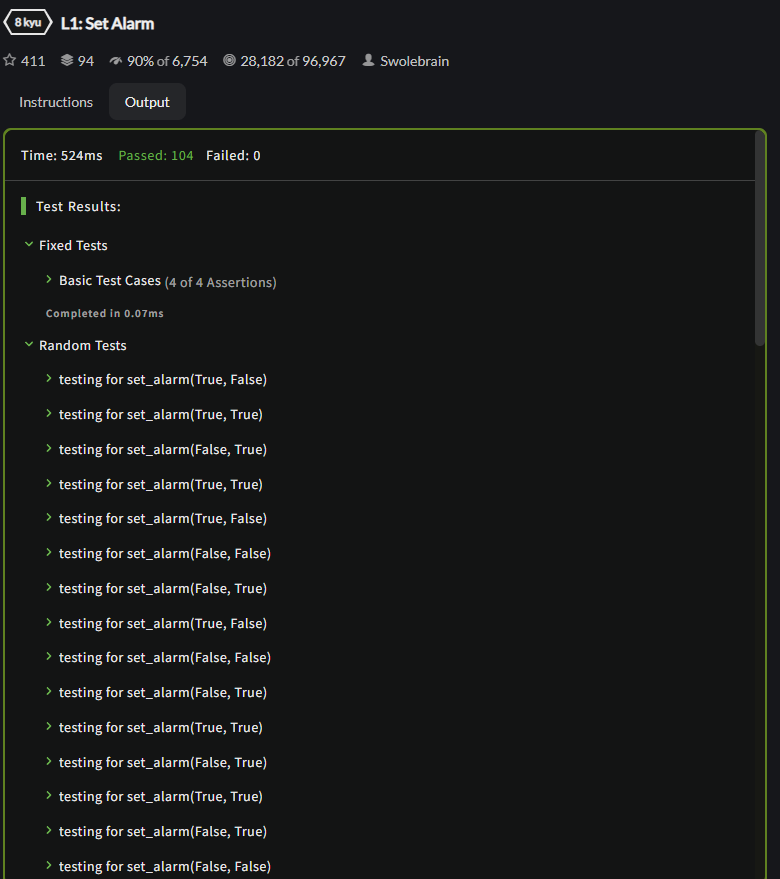 8 kyu L1: Set Alarm
411 94 90% of 6,754 28,182 of 96,967 Swolebrain
Instructions Output
Time: 524ms Passed: 104 Failed: 0
Test Results:
Fixed Tests
Basic Test Cases (4 of 4 Assertions)
Completed in 0.07ms
Random Tests
testing for set_alarm(True, False)
testing for set_alarm(True, True)
testing for set_alarm(False, True)
testing for set_alarm(True, True)
testing for set_alarm(True, False)
testing for set_alarm(False, False)
testing for set_alarm(False, True)
testing for set_alarm(True, False)
testing for set_alarm(False, False)
testing for set_alarm(False, True)
testing for set_alarm(True, True)
testing for set_alarm(False, True)
testing for set_alarm(True, True)
testing for set_alarm(False, True)
testing for set_alarm(False, False)